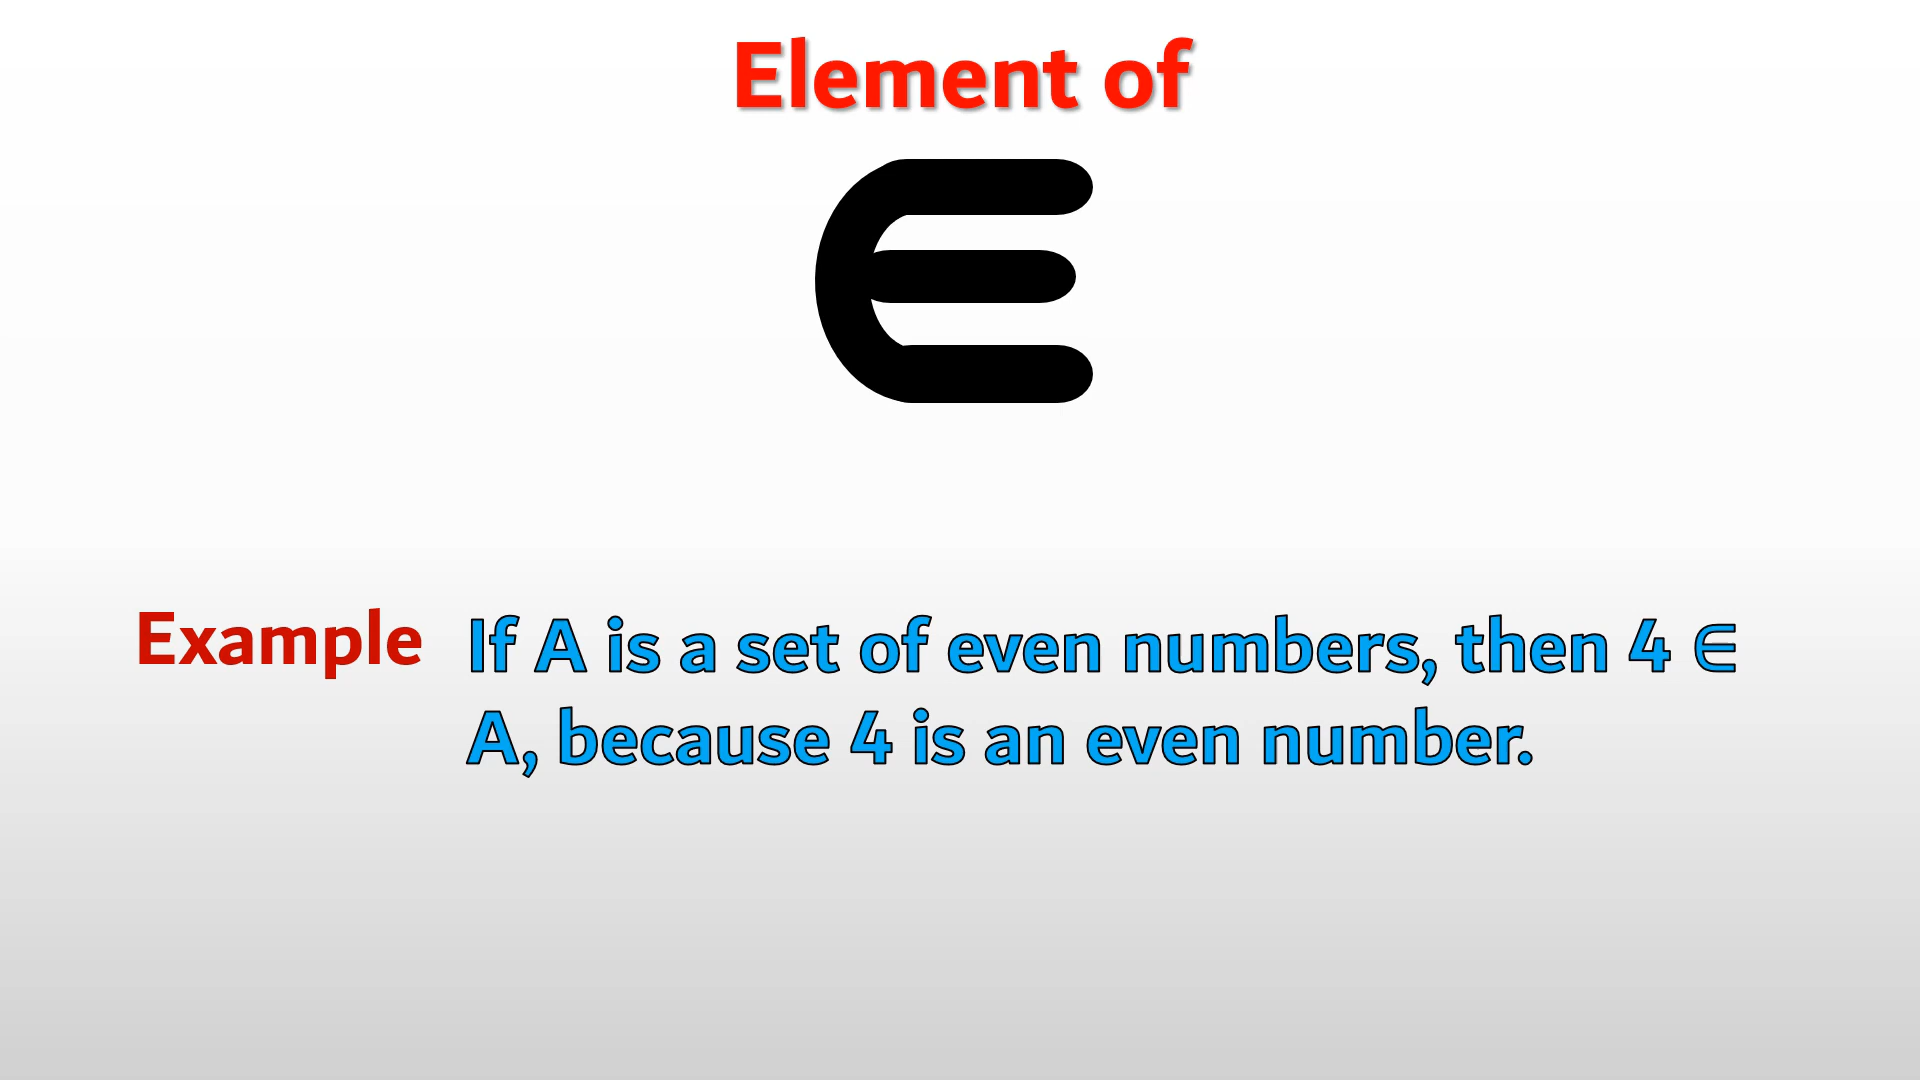 Element of
∈
Example If A is a set of even numbers, then 4 ∈
A, because 4 is an even number.